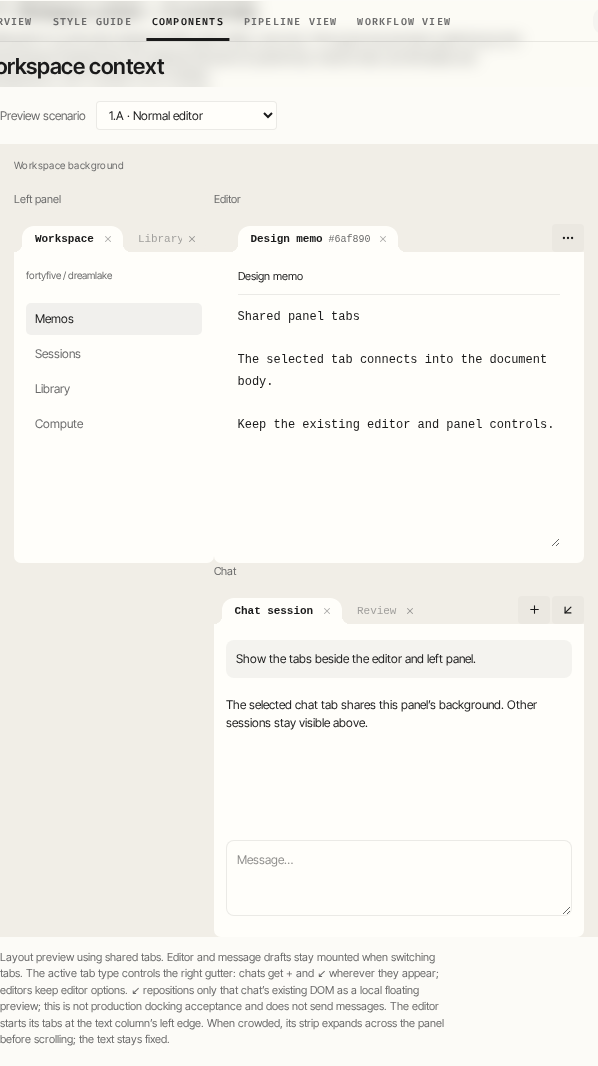 STYLE GUIDE COMPONENTS PIPELINE VIEW WORKFLOW VIEW
Workspace context
Preview scenario 1.A · Normal editor
Workspace background
Left panel Editor
Workspace × Library × Design memo #6af890 × ···
fortyfive / dreamlake
Memos
Sessions
Library
Compute
Design memo
Shared panel tabs
The selected tab connects into the document
body.
Keep the existing editor and panel controls.
Chat
Chat session × Review × + ↙
Show the tabs beside the editor and left panel.
The selected chat tab shares this panel's background. Other
sessions stay visible above.
Message…
Layout preview using shared tabs. Editor and message drafts stay mounted when switching
tabs. The active tab type controls the right gutter: chats get + and ↙ wherever they appear;
editors keep editor options. ↙ repositions only that chat's existing DOM as a local floating
preview; this is not production docking acceptance and does not send messages. The editor
starts its tabs at the text column's left edge. When crowded, its strip expands across the panel
before scrolling; the text stays fixed.